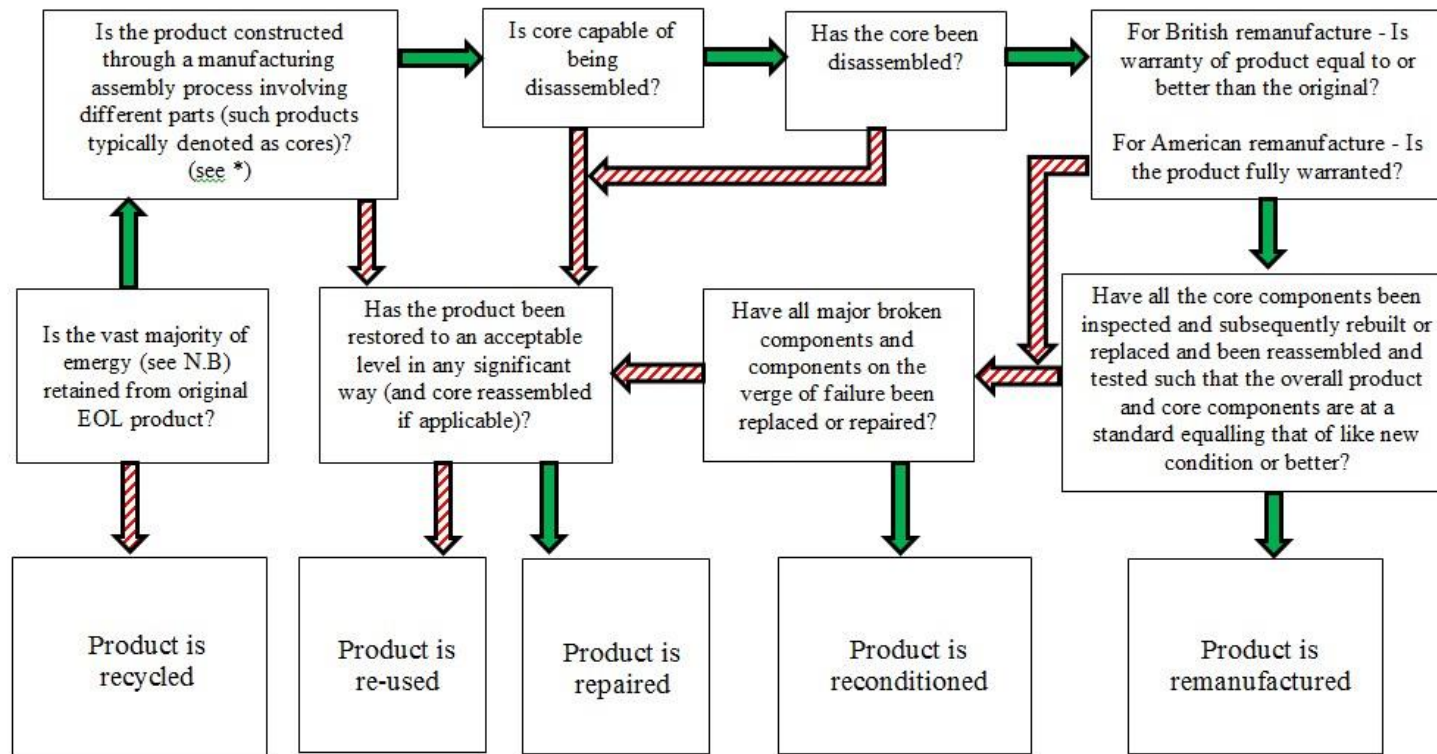 Is the product constructed
through a manufacturing
assembly process involving
different parts (such products
typically denoted as cores)?
(see *)
Is core capable of
being
disassembled?
Has the core been
disassembled?
For British remanufacture - Is
warranty of product equal to or
better than the original?
For American remanufacture - Is
the product fully warranted?
Is the vast majority of
emergy (see N.B)
retained from original
EOL product?
Has the product been
restored to an acceptable
level in any significant
way (and core reassembled
if applicable)?
Have all major broken
components and
components on the
verge of failure been
replaced or repaired?
Have all the core components been
inspected and subsequently rebuilt or
replaced and been reassembled and
tested such that the overall product
and core components are at a
standard equalling that of like new
condition or better?
Product is
recycled
Product is
re-used
Product is
repaired
Product is
reconditioned
Product is
remanufactured